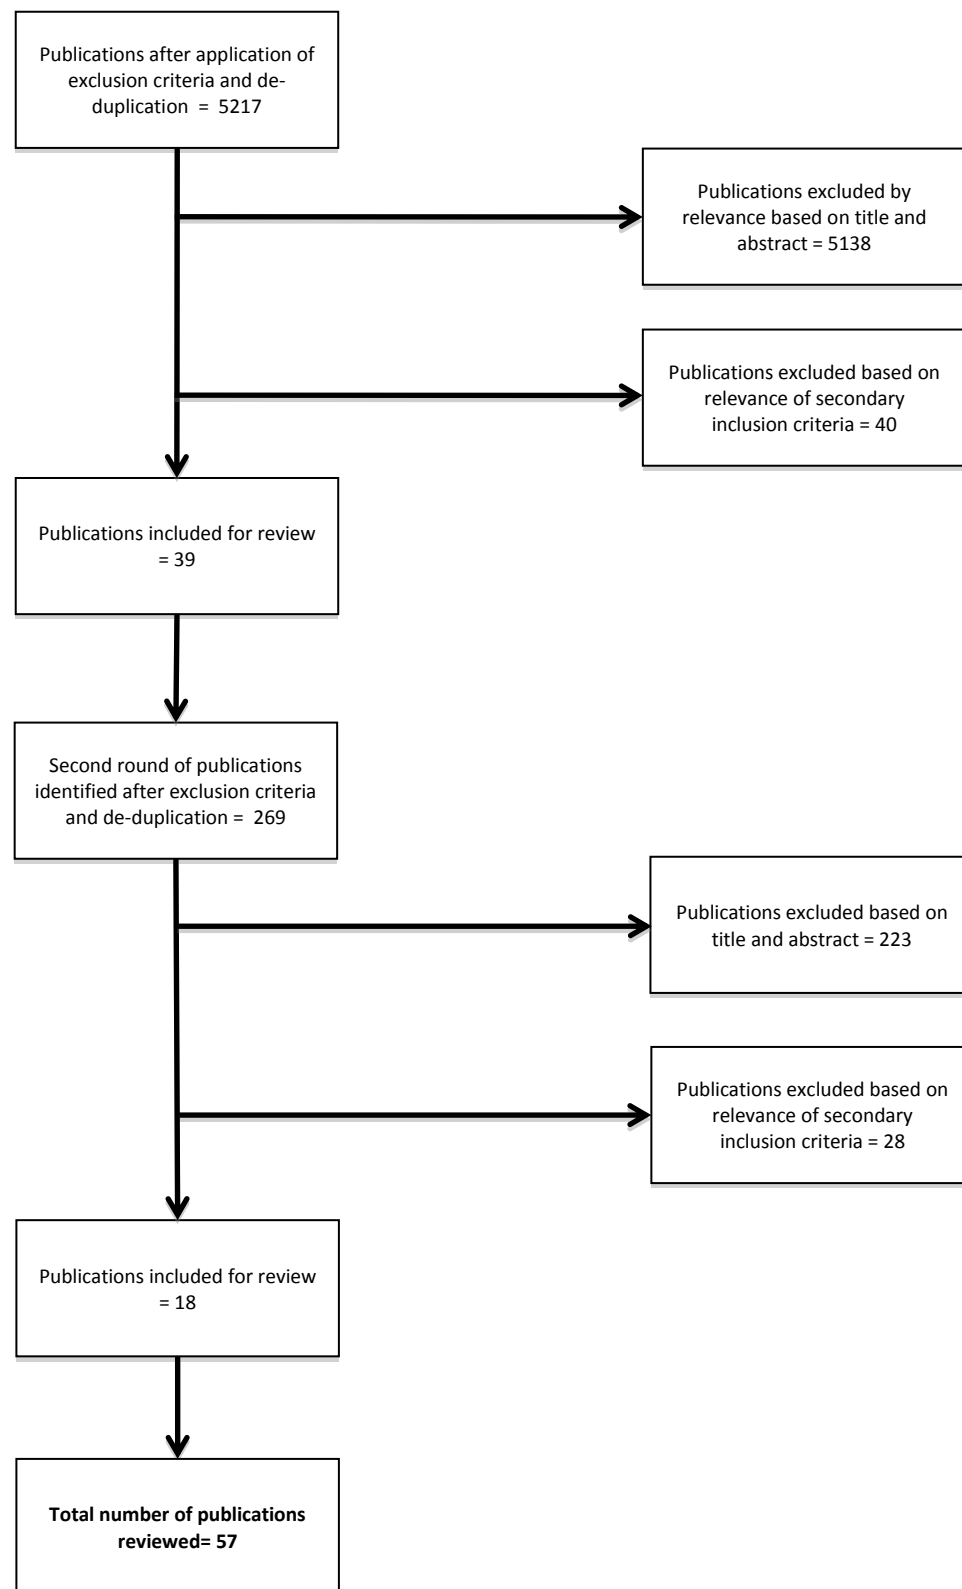 Publications after application of
exclusion criteria and de-
duplication = 5217
Publications excluded by
relevance based on title and
abstract = 5138
Publications excluded based on
relevance of secondary
inclusion criteria = 40
Publications included for review
= 39
Second round of publications
identified after exclusion criteria
and de-duplication = 269
Publications excluded based on
title and abstract = 223
Publications excluded based on
relevance of secondary
inclusion criteria = 28
Publications included for review
= 18
Total number of publications
reviewed= 57